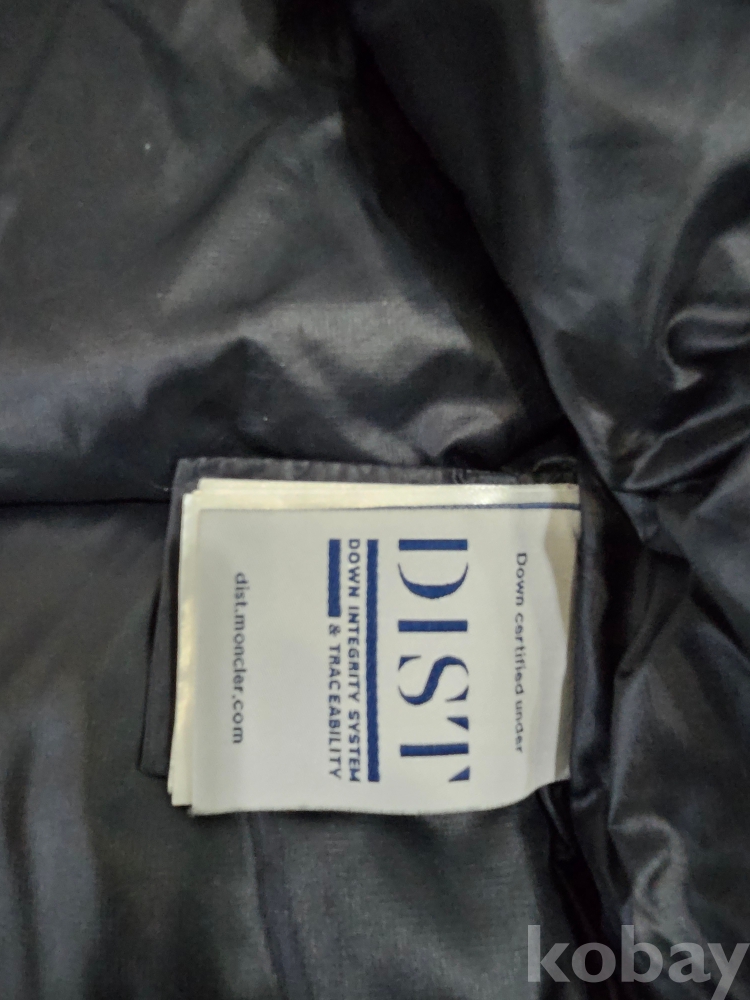 Down certified under
DIST
DOWN INTEGRITY SYSTEM
& TRACEABILITY
dist.moncler.com
kobay